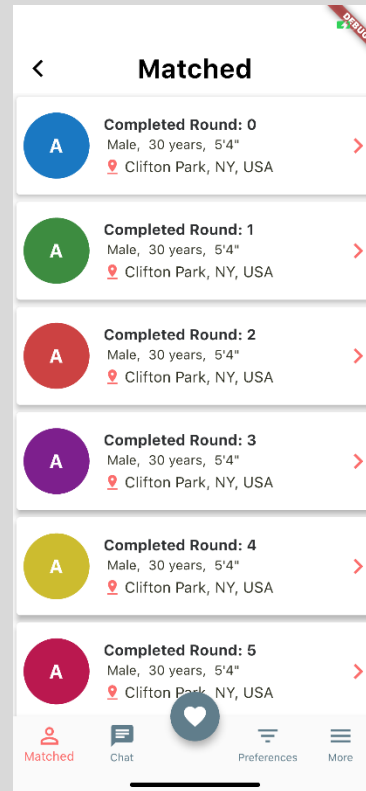 DEBUG
Matched
A
Completed Round: 0
Male, 30 years, 5'4"
Clifton Park, NY, USA
A
Completed Round: 1
Male, 30 years, 5'4"
Clifton Park, NY, USA
A
Completed Round: 2
Male, 30 years, 5'4"
Clifton Park, NY, USA
A
Completed Round: 3
Male, 30 years, 5'4"
Clifton Park, NY, USA
A
Completed Round: 4
Male, 30 years, 5'4"
Clifton Park, NY, USA
A
Completed Round: 5
Male, 30 years, 5'4"
Clifton Park, NY, USA
Matched Chat Preferences More